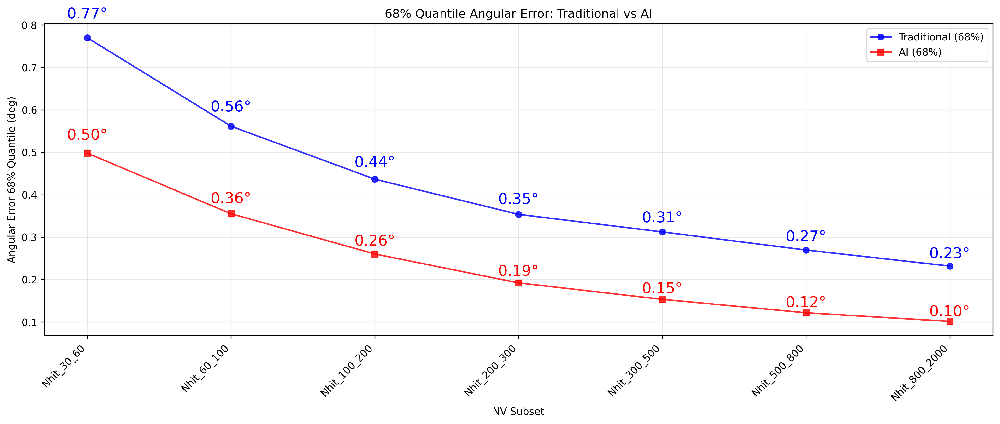 68% Quantile Angular Error: Traditional vs AI
Traditional (68%)
AI (68%)
Angular Error 68% Quantile (deg)
0.8
0.7
0.6
0.5
0.4
0.3
0.2
0.1
0.77°
0.56°
0.44°
0.35°
0.31°
0.27°
0.23°
0.50°
0.36°
0.26°
0.19°
0.15°
0.12°
0.10°
Nhit_30_60
Nhit_60_100
Nhit_100_200
Nhit_200_300
Nhit_300_500
Nhit_500_800
Nhit_800_2000
NV Subset